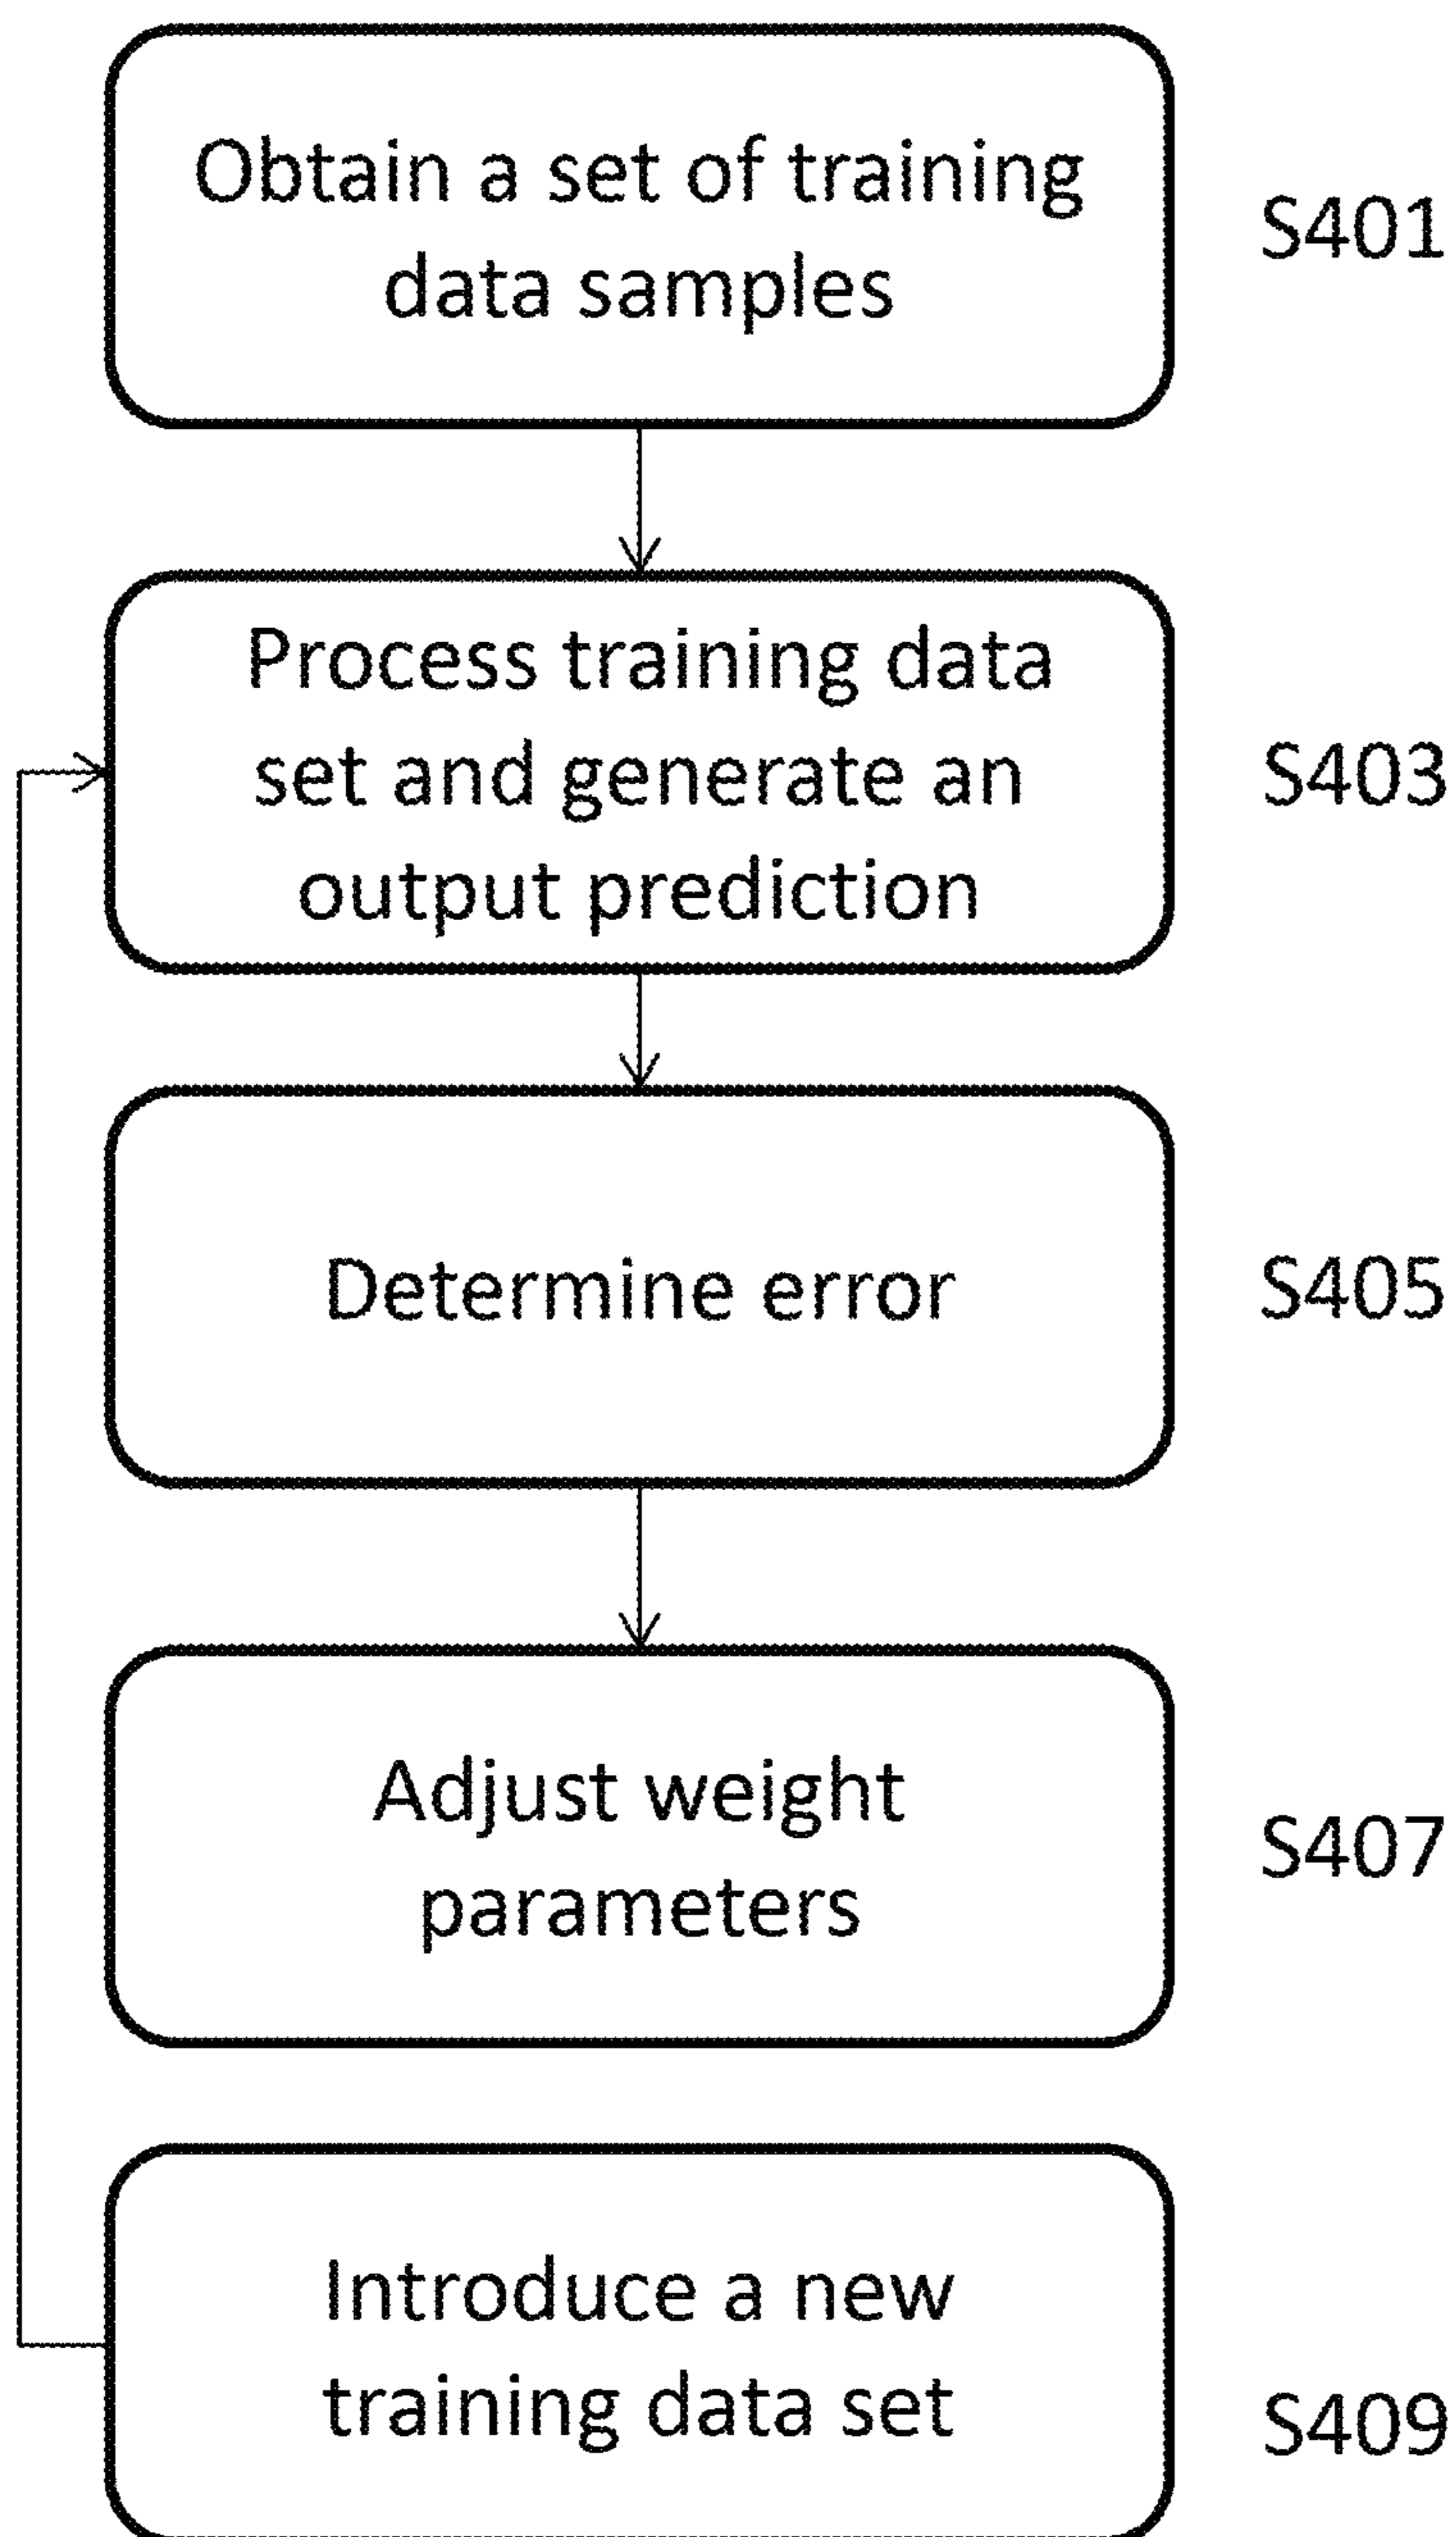 Obtain a set of training
data samples
S401
Process training data
set and generate an
output prediction
S403
Determine error
S405
Adjust weight
parameters
S407
Introduce a new
training data set
S409